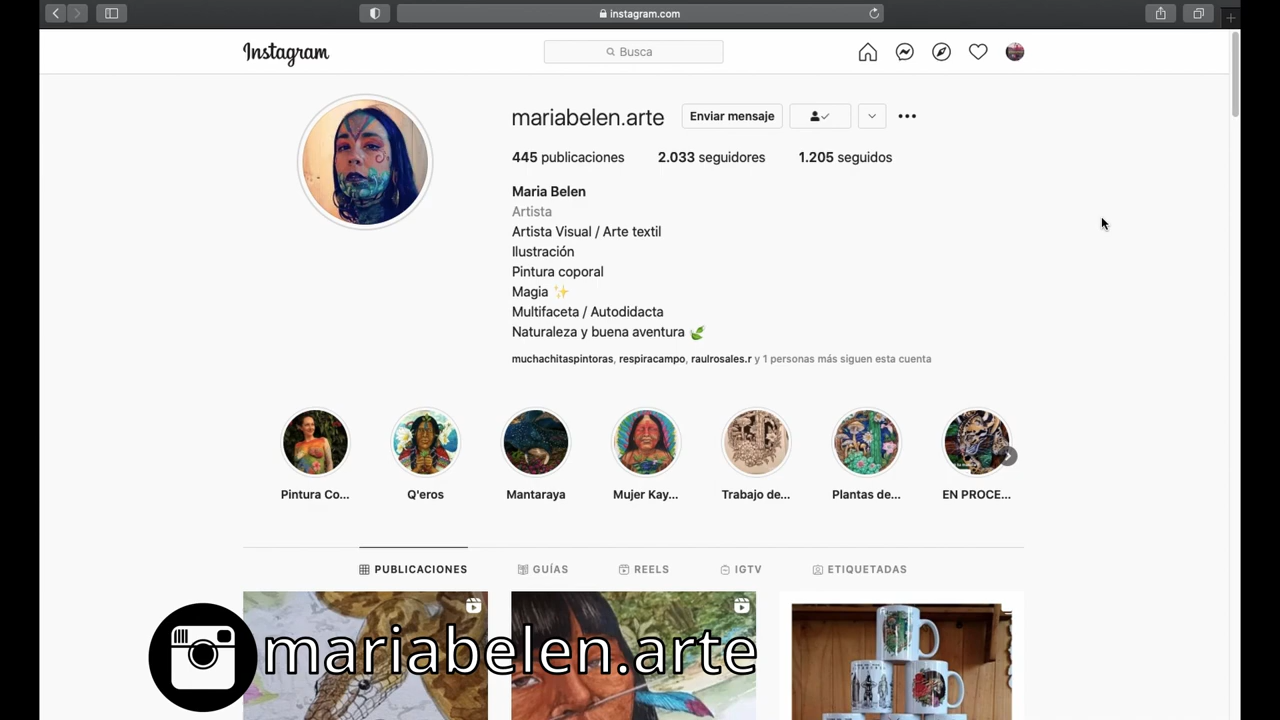 instagram.com
Instagram
Busca
mariabelen.arte
Enviar mensaje
445 publicaciones
2.033 seguidores
1.205 seguidos
Maria Belen
Artista
Artista Visual / Arte textil
Ilustración
Pintura coporal
Magia ✨
Multifaceta / Autodidacta
Naturaleza y buena aventura 🌿
muchachitaspintoras, respiracampo, raulrosales.r y 1 personas más siguen esta cuenta
Pintura Co...
Q'eros
Mantaraya
Mujer Kay...
Trabajo de...
Plantas de...
EN PROCE...
PUBLICACIONES
GUÍAS
REELS
IGTV
ETIQUETADAS
mariabelen.arte